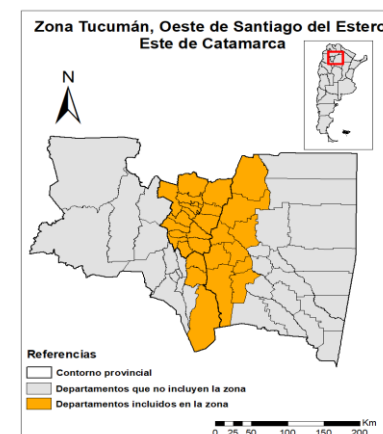 Zona Tucumán, Oeste de Santiago del Estero
Este de Catamarca
N
Referencias
Contorno provincial
Departamentos que no incluyen la zona
Departamentos incluidos en la zona
Km
0 25 50 100 150 200